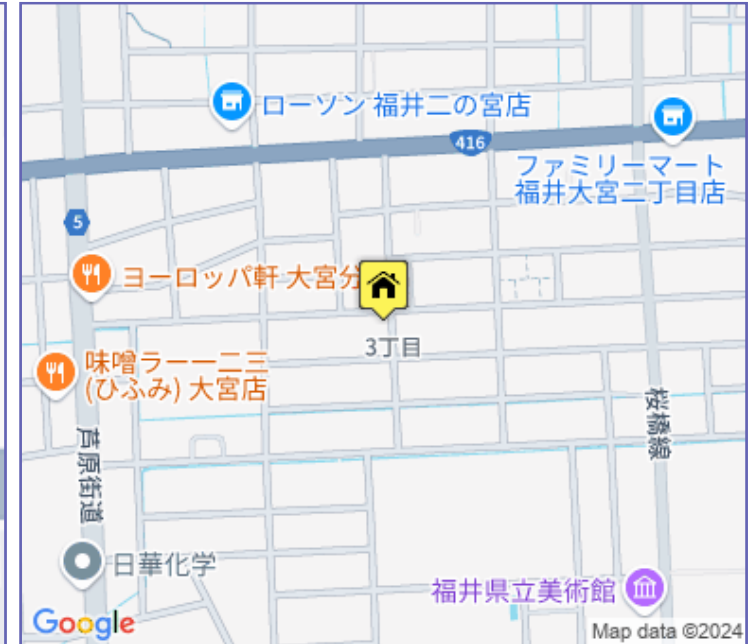 ローソン 福井二の宮店
416
ファミリーマート
福井大宮二丁目店
5
ヨーロッパ軒 大宮分
3丁目
味噌ラー一二三
(ひふみ) 大宮店
桜橋線
芦原街道
日華化学
福井県立美術館
Google
Map data ©2024